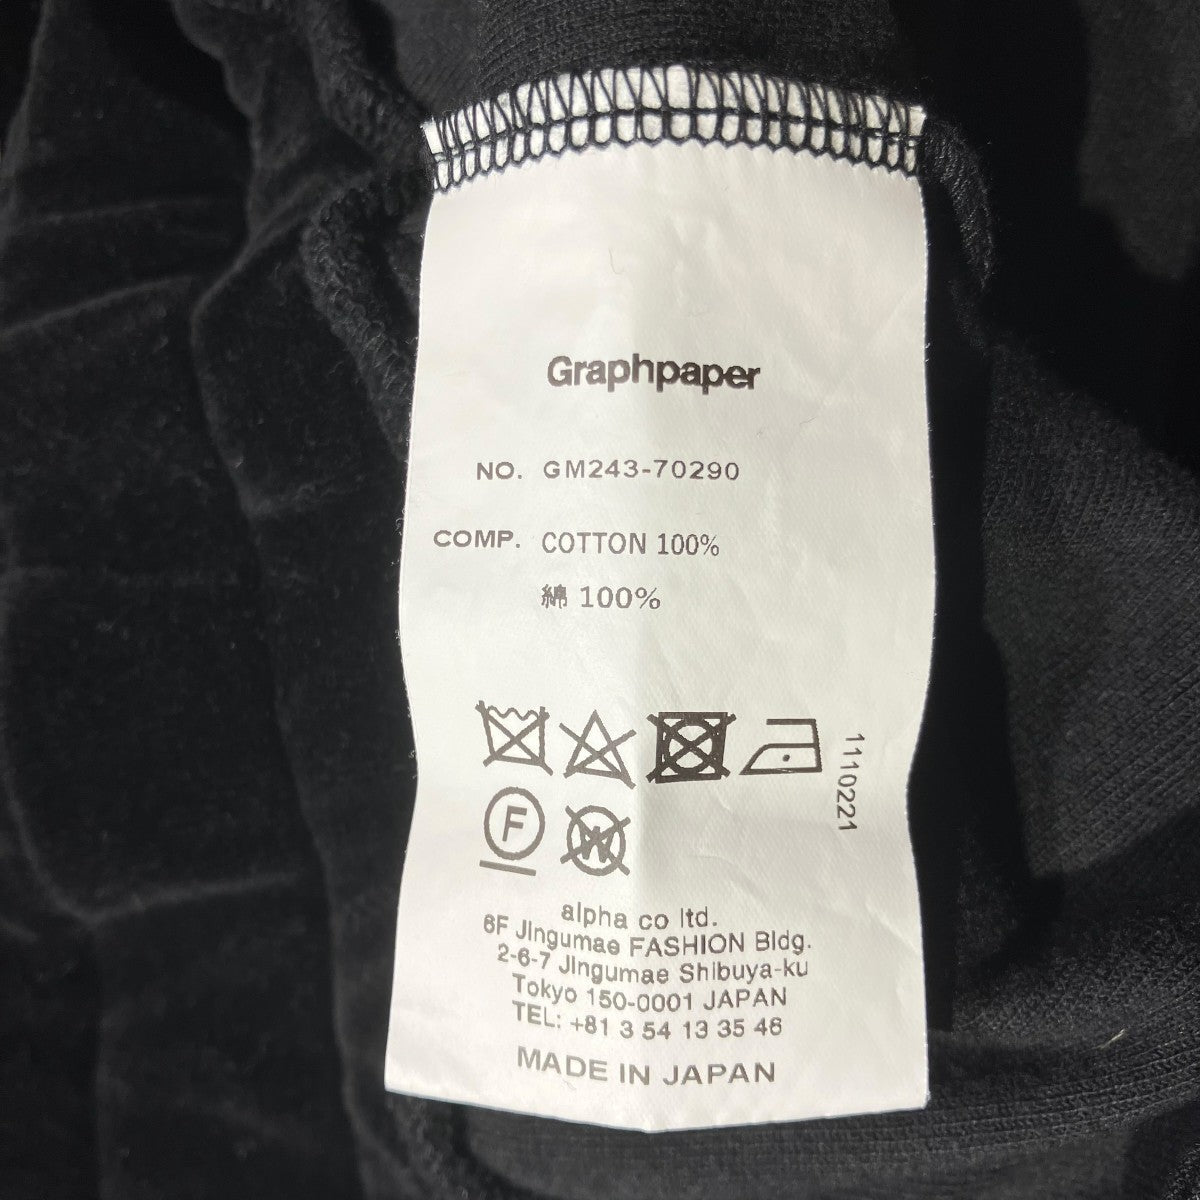 Graphpaper
NO. GM243-70290
COMP. COTTON 100%
綿 100%
1110221
F
W
alpha co ltd.
6F Jingumae FASHION Bldg.
2-6-7 Jingumae Shibuya-ku
Tokyo 150-0001 JAPAN
TEL: +81 3 54 13 35 46
MADE IN JAPAN